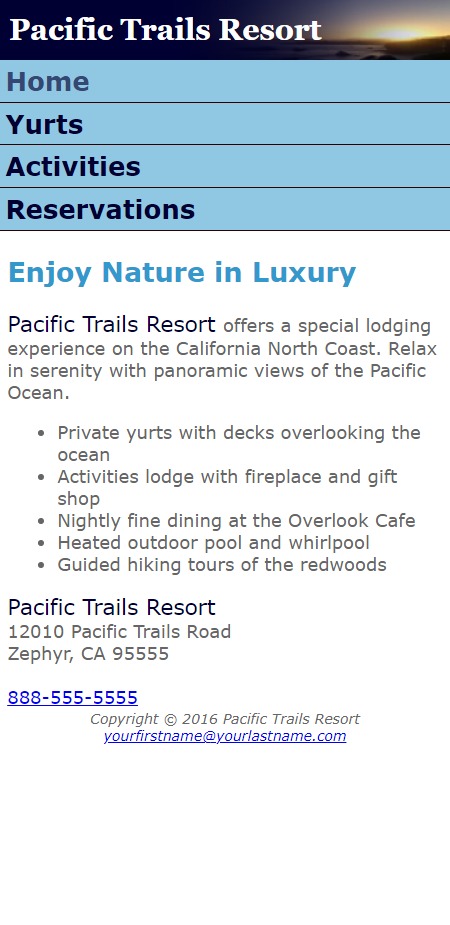 Pacific Trails Resort
Home
Yurts
Activities
Reservations
Enjoy Nature in Luxury
Pacific Trails Resort offers a special lodging
experience on the California North Coast. Relax
in serenity with panoramic views of the Pacific
Ocean.
• Private yurts with decks overlooking the
ocean
• Activities lodge with fireplace and gift
shop
• Nightly fine dining at the Overlook Cafe
• Heated outdoor pool and whirlpool
• Guided hiking tours of the redwoods
Pacific Trails Resort
12010 Pacific Trails Road
Zephyr, CA 95555
888-555-5555
Copyright © 2016 Pacific Trails Resort
yourfirstname@yourlastname.com